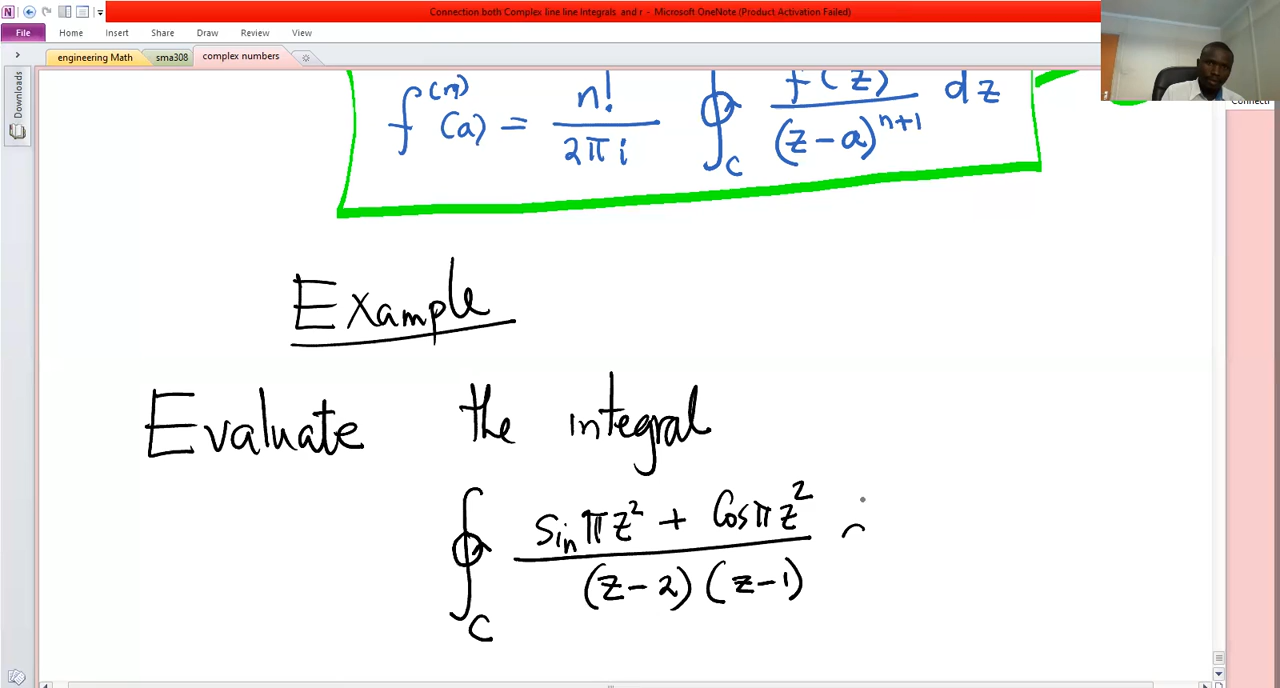 Connection both Complex line line Integrals and r - Microsoft OneNote (Product Activation Failed)
File Home Insert Share Draw Review View
engineering Math sma308 complex numbers
Downloads
f^(n) (a) = n! / 2πi ∮_C f(z) / (z-a)^{n+1} dz
Connecti
Example
Evaluate the integral
∮_C sin πz² + Cos πz² / (z-2)(z-1)